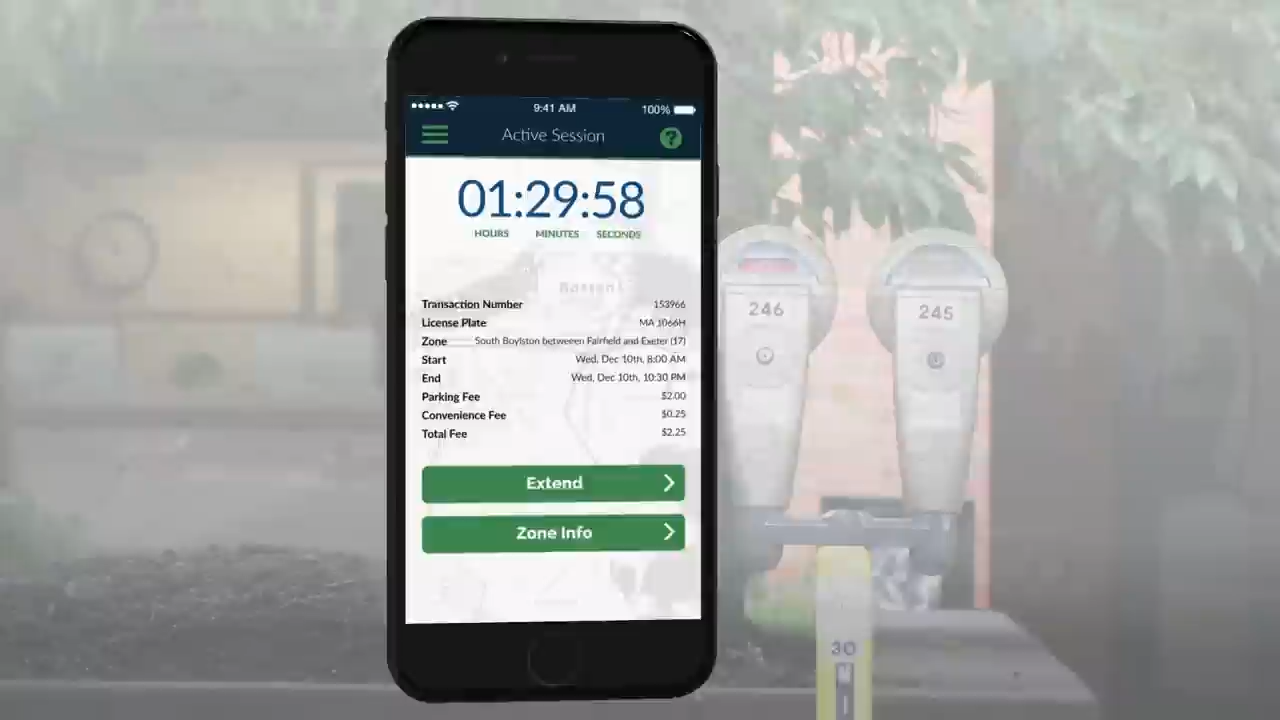 9:41 AM
100%
Active Session
?
01:29:58
HOURS MINUTES SECONDS
Transaction Number 153966
License Plate MA 1066H
Zone South Boylston betweeen Fairfield and Exeter (17)
Start Wed, Dec 10th, 8:00 AM
End Wed, Dec 10th, 10:30 PM
Parking Fee $2.00
Convenience Fee $0.25
Total Fee $2.25
Extend
Zone Info
246
245
30